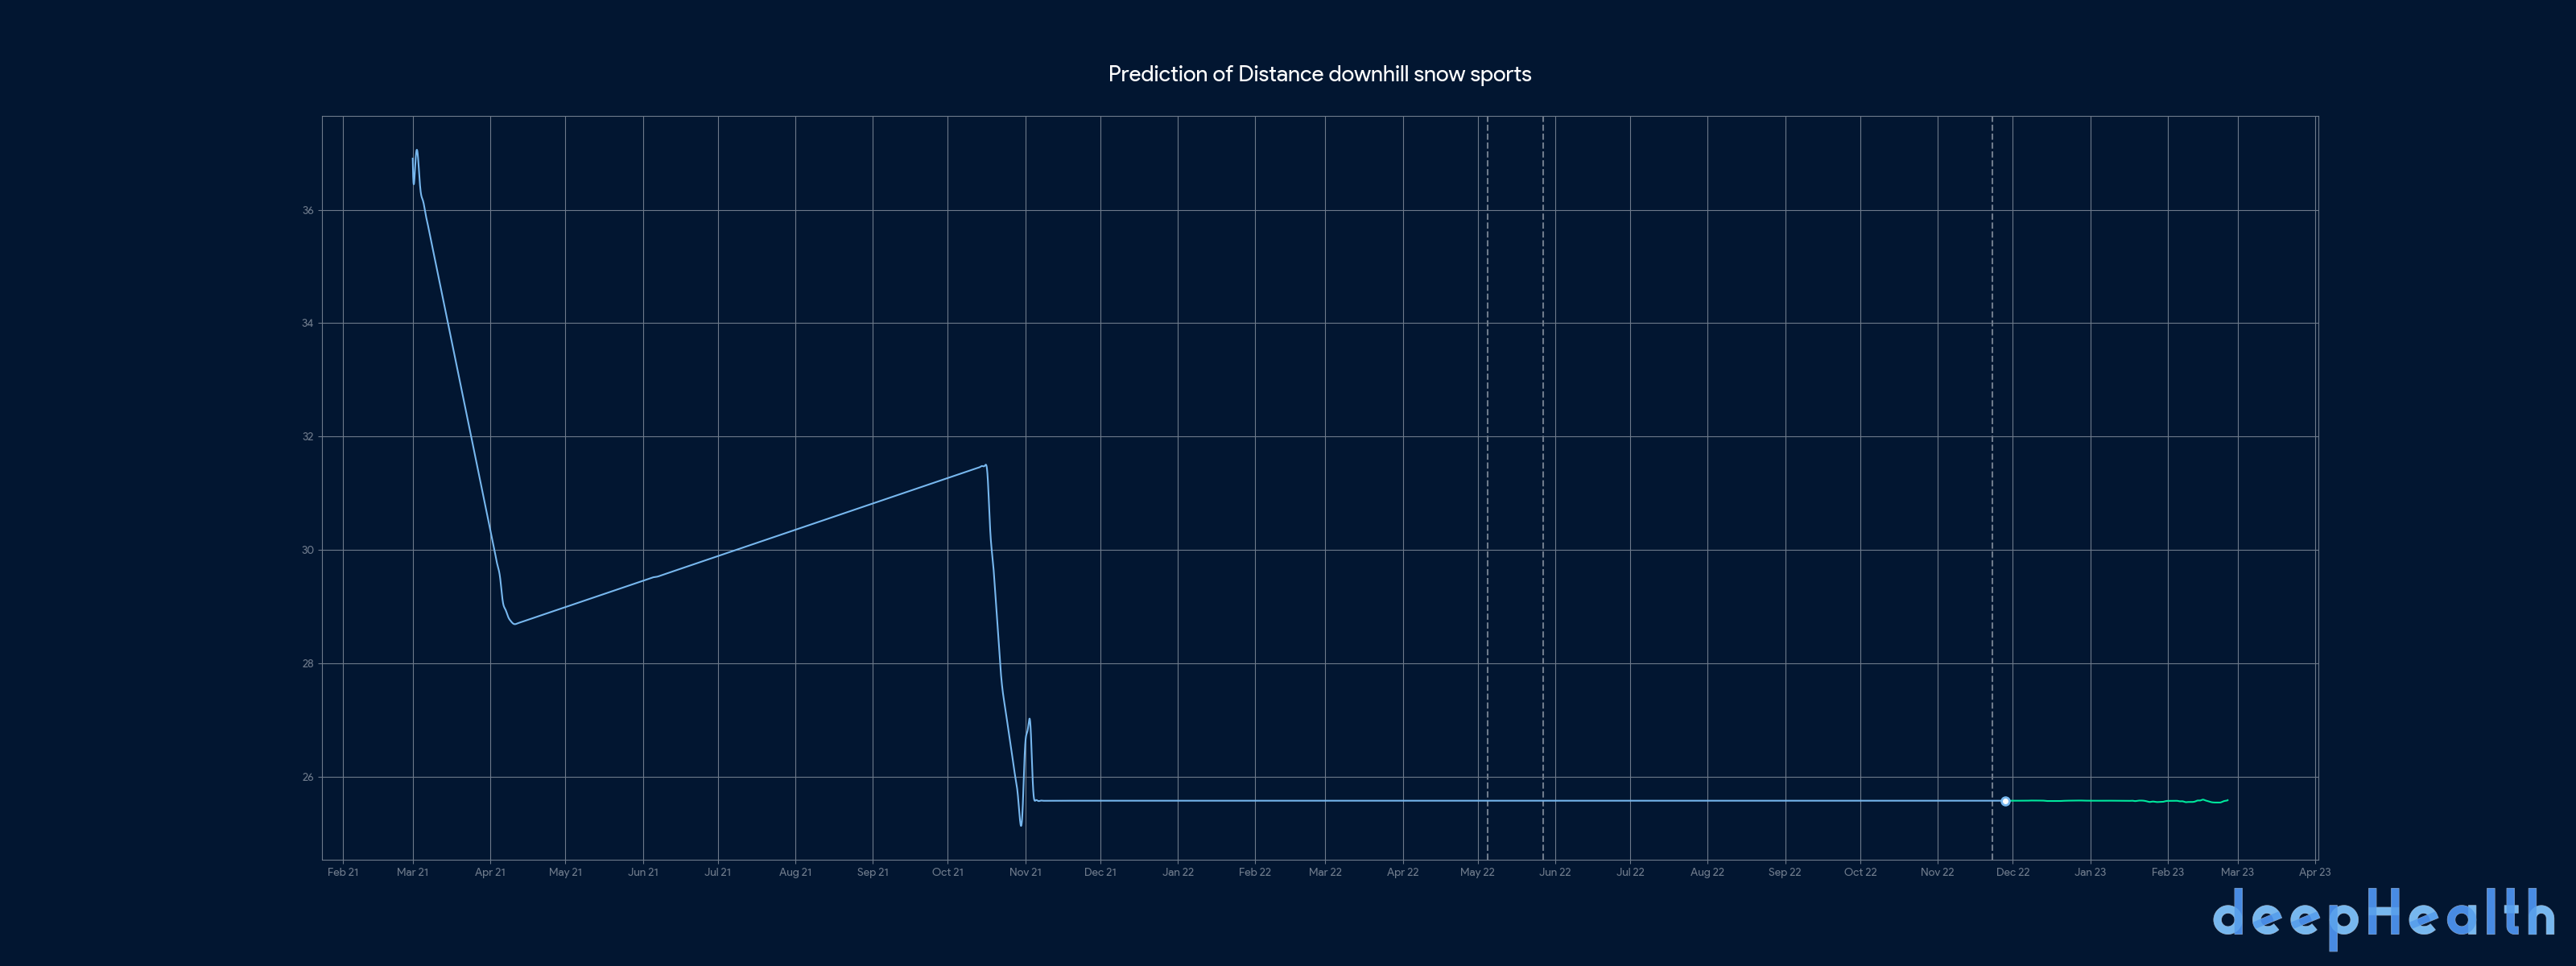 Prediction of Distance downhill snow sports
36
34
32
30
28
26
Feb 21 Mar 21 Apr 21 May 21 Jun 21 Jul 21 Aug 21 Sep 21 Oct 21 Nov 21 Dec 21 Jan 22 Feb 22 Mar 22 Apr 22 May 22 Jun 22 Jul 22 Aug 22 Sep 22 Oct 22 Nov 22 Dec 22 Jan 23 Feb 23 Mar 23 Apr 23
deepHealth